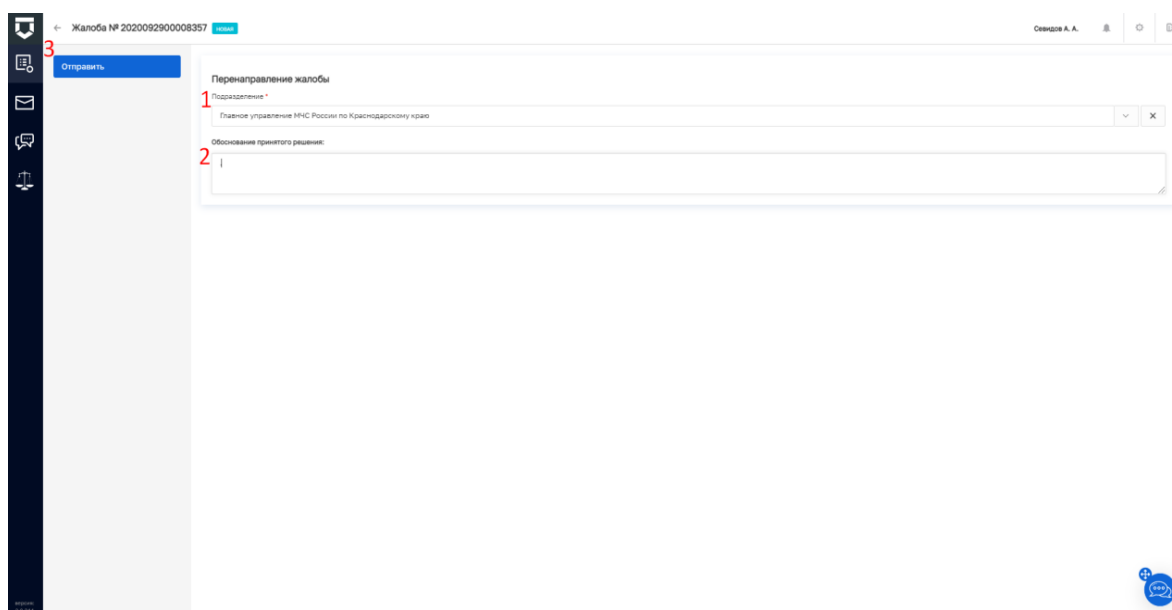 Жалоба № 2020092900008357 НОВАЯ
Севидов А. А.
3
Отправить
Перенаправление жалобы
Подразделение *
1
Главное управление МЧС России по Краснодарскому краю
Обоснование принятого решения:
2